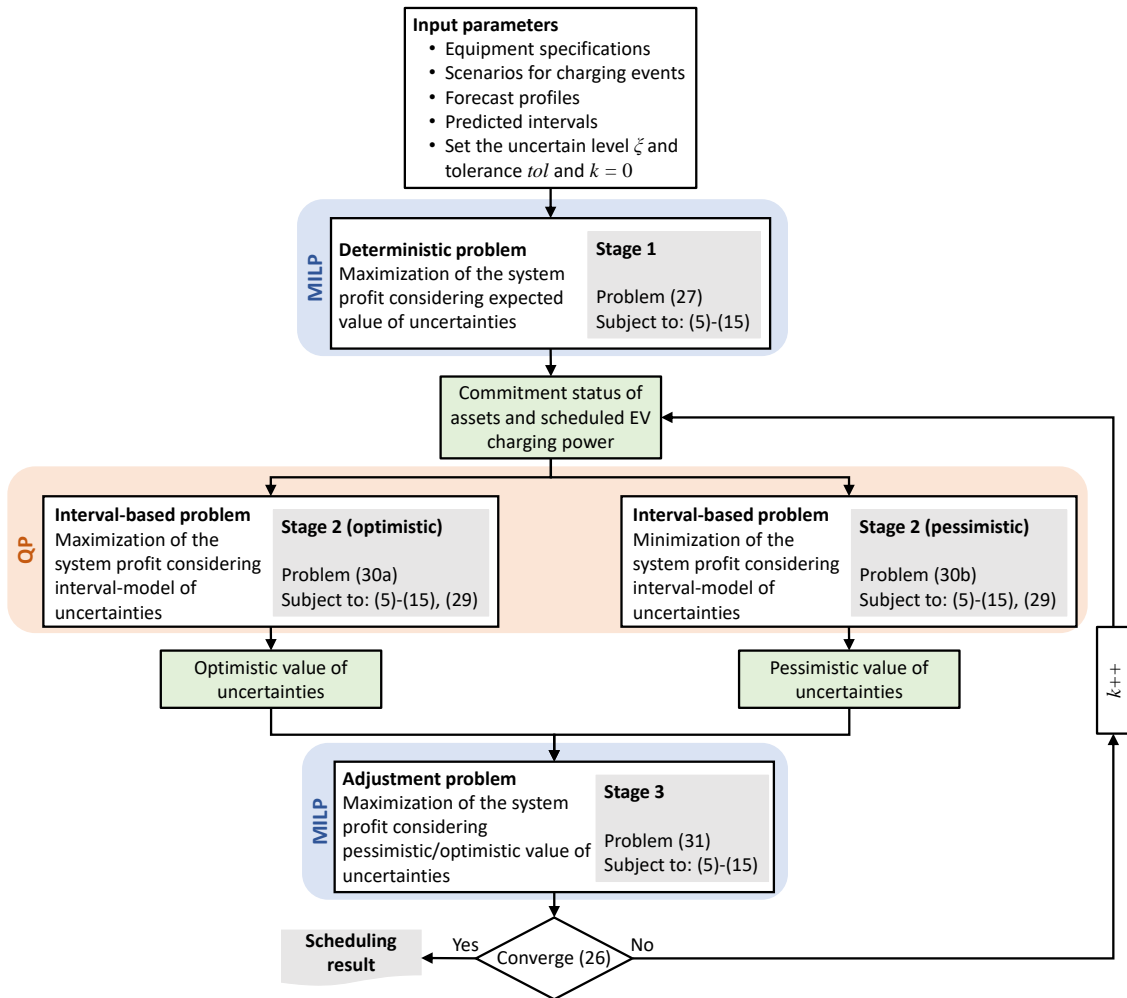 Input parameters
• Equipment specifications
• Scenarios for charging events
• Forecast profiles
• Predicted intervals
• Set the uncertain level ξ and
tolerance tol and k = 0
MILP
Deterministic problem
Maximization of the system
profit considering expected
value of uncertainties
Stage 1
Problem (27)
Subject to: (5)-(15)
Commitment status of
assets and scheduled EV
charging power
QP
Interval-based problem
Maximization of the
system profit considering
interval-model of
uncertainties
Stage 2 (optimistic)
Problem (30a)
Subject to: (5)-(15), (29)
Interval-based problem
Minimization of the
system profit considering
interval-model of
uncertainties
Stage 2 (pessimistic)
Problem (30b)
Subject to: (5)-(15), (29)
Optimistic value of
uncertainties
Pessimistic value of
uncertainties
k++
MILP
Adjustment problem
Maximization of the system
profit considering
pessimistic/optimistic value of
uncertainties
Stage 3
Problem (31)
Subject to: (5)-(15)
Scheduling
result
Yes
Converge (26)
No